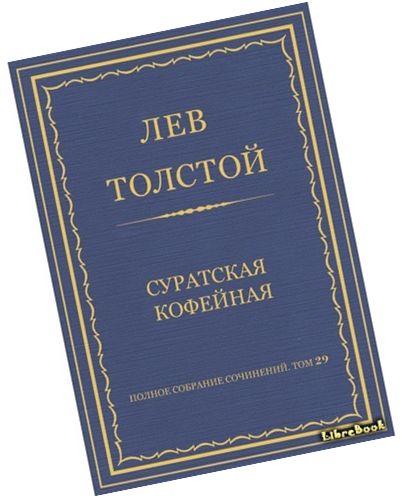 ЛЕВ
ТОЛСТОЙ
СУРАТСКАЯ
КОФЕЙНАЯ
ПОЛНОЕ СОБРАНИЕ СОЧИНЕНИЙ. ТОМ 29
LibreBook